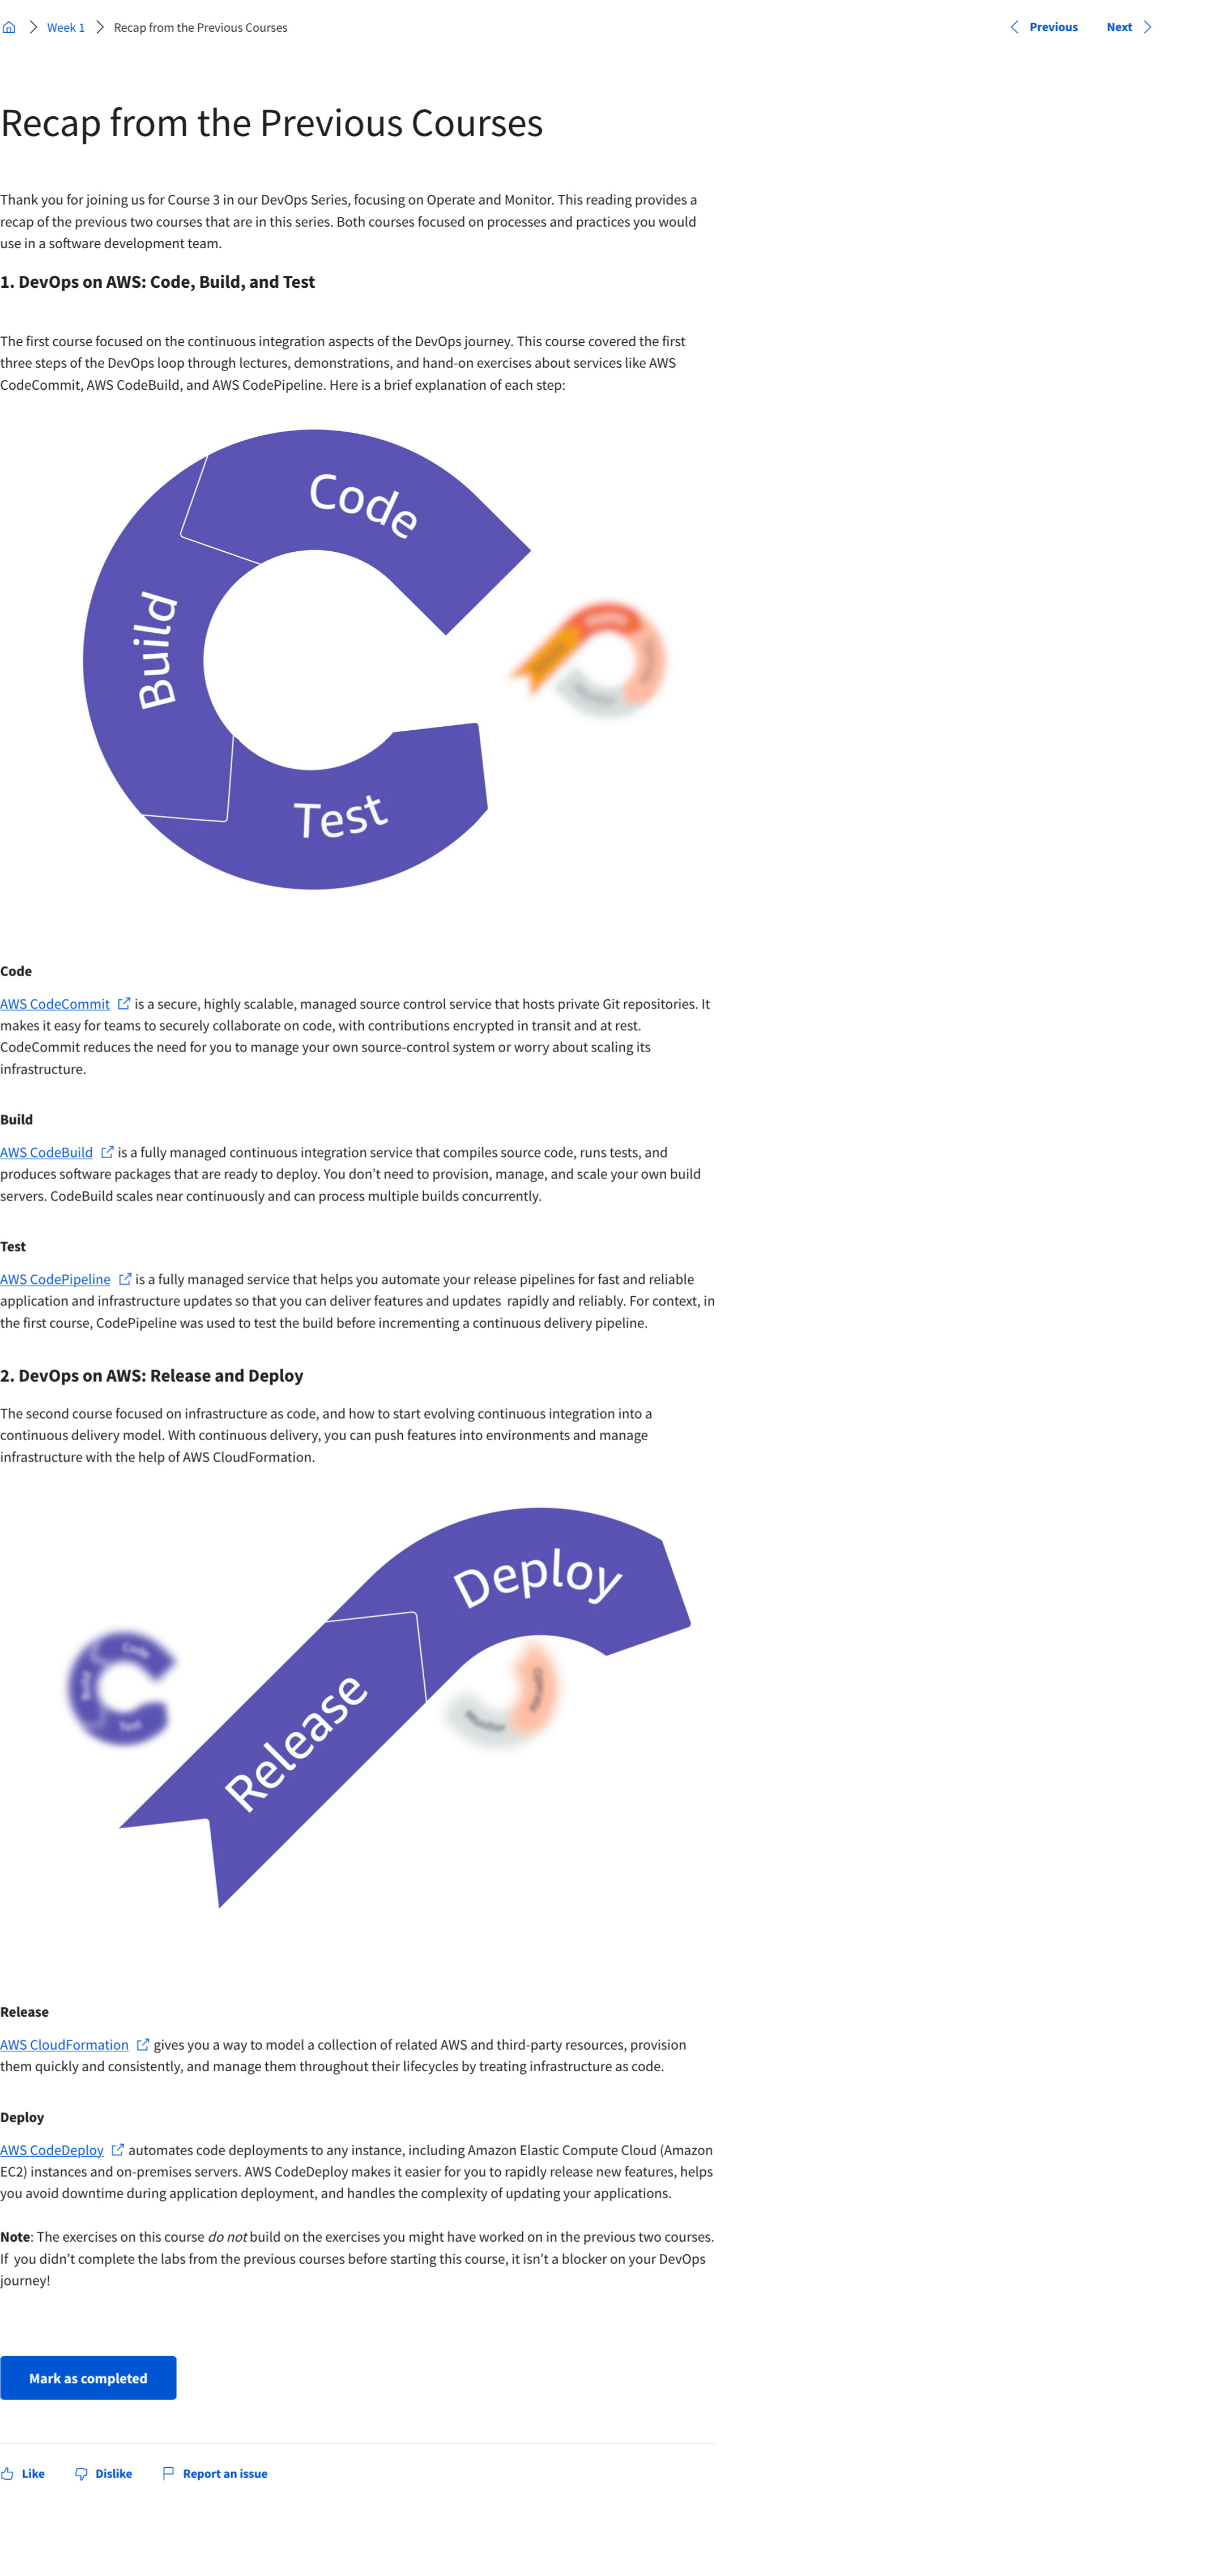 Week 1
Recap from the Previous Courses
Previous
Next
Recap from the Previous Courses
Thank you for joining us for Course 3 in our DevOps Series, focusing on Operate and Monitor. This reading provides a
recap of the previous two courses that are in this series. Both courses focused on processes and practices you would
use in a software development team.
1. DevOps on AWS: Code, Build, and Test
The first course focused on the continuous integration aspects of the DevOps journey. This course covered the first
three steps of the DevOps loop through lectures, demonstrations, and hand-on exercises about services like AWS
CodeCommit, AWS CodeBuild, and AWS CodePipeline. Here is a brief explanation of each step:
Code
Build
Test
Code
AWS CodeCommit is a secure, highly scalable, managed source control service that hosts private Git repositories. It
makes it easy for teams to securely collaborate on code, with contributions encrypted in transit and at rest.
CodeCommit reduces the need for you to manage your own source-control system or worry about scaling its
infrastructure.
Build
AWS CodeBuild is a fully managed continuous integration service that compiles source code, runs tests, and
produces software packages that are ready to deploy. You don’t need to provision, manage, and scale your own build
servers. CodeBuild scales near continuously and can process multiple builds concurrently.
Test
AWS CodePipeline is a fully managed service that helps you automate your release pipelines for fast and reliable
application and infrastructure updates so that you can deliver features and updates rapidly and reliably. For context, in
the first course, CodePipeline was used to test the build before incrementing a continuous delivery pipeline.
2. DevOps on AWS: Release and Deploy
The second course focused on infrastructure as code, and how to start evolving continuous integration into a
continuous delivery model. With continuous delivery, you can push features into environments and manage
infrastructure with the help of AWS CloudFormation.
Deploy
Release
Code
Build
Test
Operate
Monitor
Release
AWS CloudFormation gives you a way to model a collection of related AWS and third-party resources, provision
them quickly and consistently, and manage them throughout their lifecycles by treating infrastructure as code.
Deploy
AWS CodeDeploy automates code deployments to any instance, including Amazon Elastic Compute Cloud (Amazon
EC2) instances and on-premises servers. AWS CodeDeploy makes it easier for you to rapidly release new features, helps
you avoid downtime during application deployment, and handles the complexity of updating your applications.
Note: The exercises on this course do not build on the exercises you might have worked on in the previous two courses.
If you didn’t complete the labs from the previous courses before starting this course, it isn’t a blocker on your DevOps
journey!
Mark as completed
Like
Dislike
Report an issue